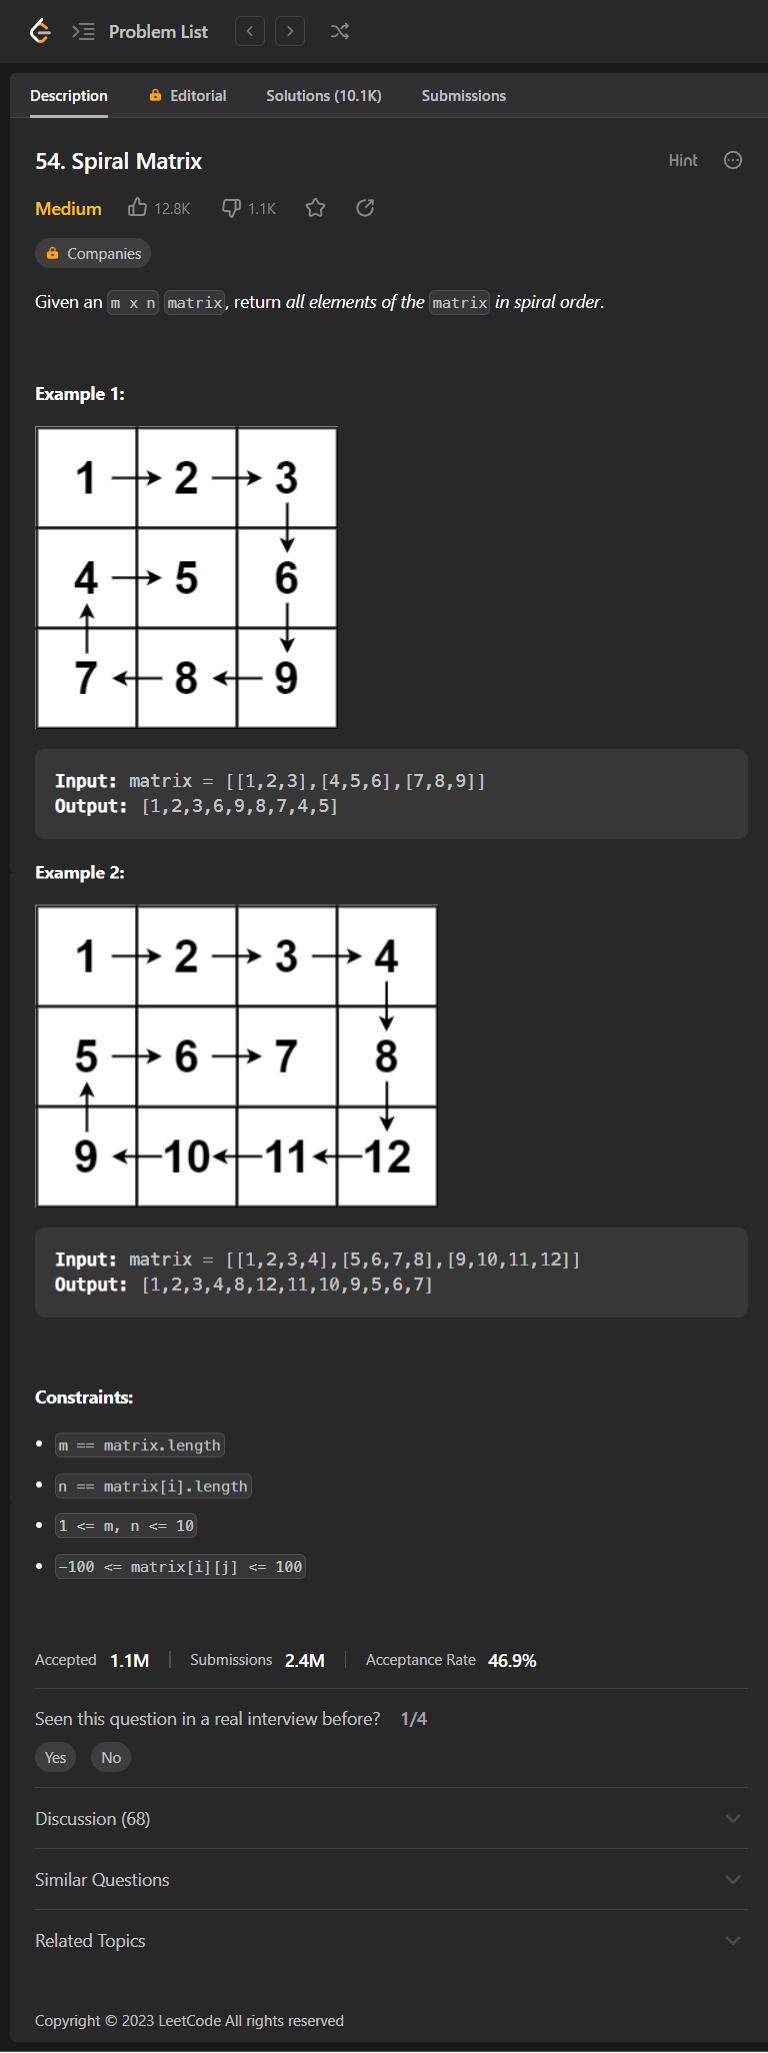 Problem List
Description Editorial Solutions (10.1K) Submissions
54. Spiral Matrix Hint
Medium 12.8K 1.1K
Companies
Given an m x n matrix, return all elements of the matrix in spiral order.
Example 1:
1 2 3
4 5 6
7 8 9
Input: matrix = [[1,2,3],[4,5,6],[7,8,9]]
Output: [1,2,3,6,9,8,7,4,5]
Example 2:
1 2 3 4
5 6 7 8
9 10 11 12
Input: matrix = [[1,2,3,4],[5,6,7,8],[9,10,11,12]]
Output: [1,2,3,4,8,12,11,10,9,5,6,7]
Constraints:
• m == matrix.length
• n == matrix[i].length
• 1 <= m, n <= 10
• -100 <= matrix[i][j] <= 100
Accepted 1.1M Submissions 2.4M Acceptance Rate 46.9%
Seen this question in a real interview before? 1/4
Yes No
Discussion (68)
Similar Questions
Related Topics
Copyright © 2023 LeetCode All rights reserved